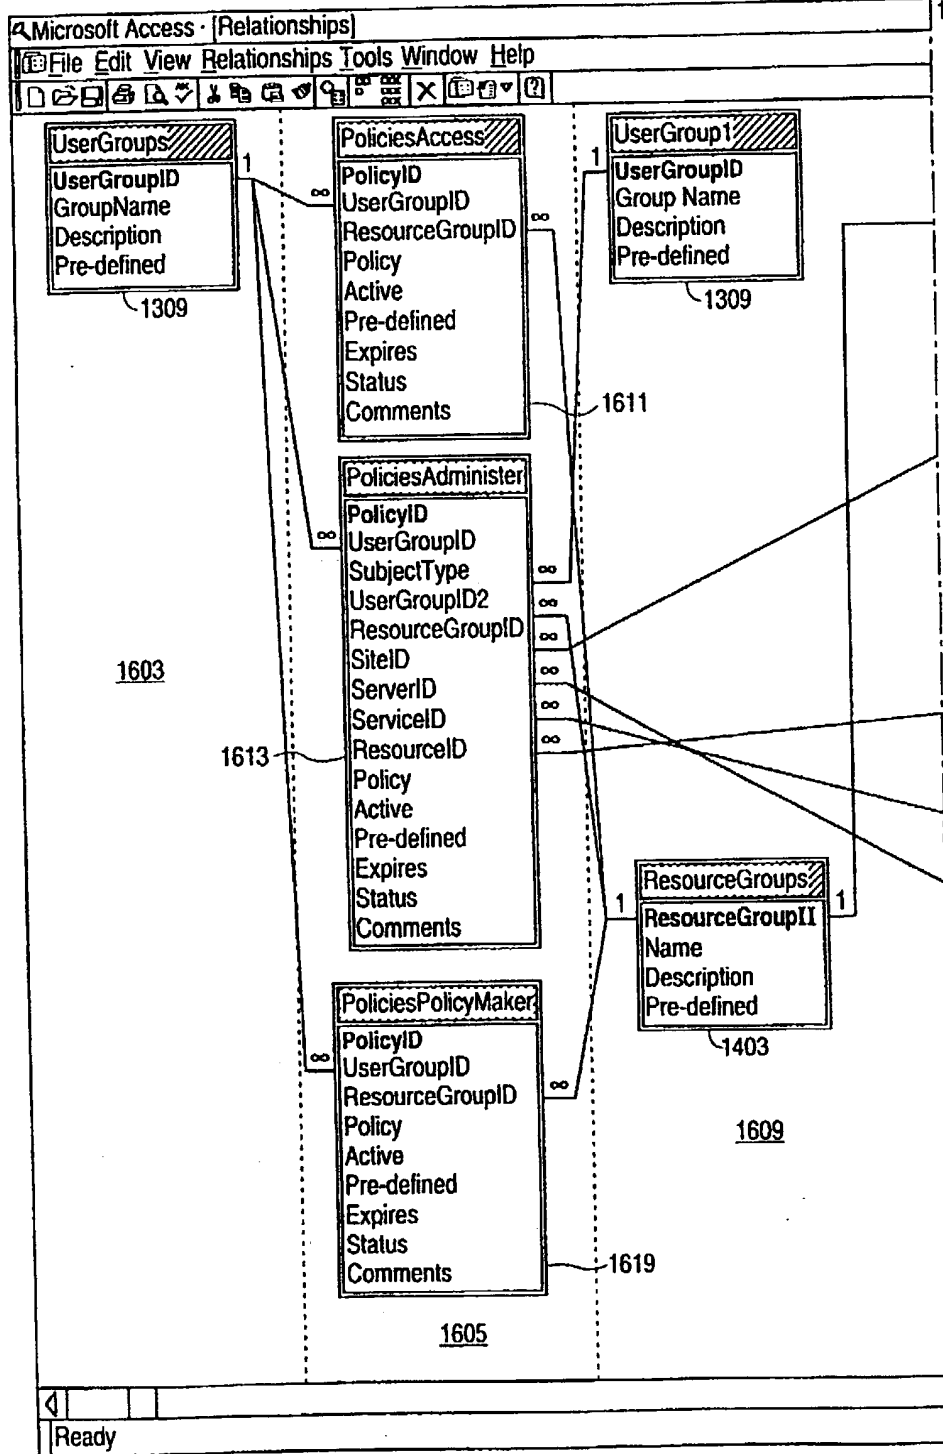 Microsoft Access · [Relationships]
File Edit View Relationships Tools Window Help
UserGroups
UserGroupID
GroupName
Description
Pre-defined
1
1309
PoliciesAccess
PolicyID
UserGroupID
ResourceGroupID
Policy
Active
Pre-defined
Expires
Status
Comments
∞
∞
1611
UserGroup1
UserGroupID
Group Name
Description
Pre-defined
1
1309
PoliciesAdminister
PolicyID
UserGroupID
SubjectType
UserGroupID2
ResourceGroupID
SiteID
ServerID
ServiceID
ResourceID
Policy
Active
Pre-defined
Expires
Status
Comments
∞
∞
∞
∞
∞
∞
∞
1603
1613
ResourceGroups
ResourceGroupII
Name
Description
Pre-defined
1
1
1403
PoliciesPolicyMaker
PolicyID
UserGroupID
ResourceGroupID
Policy
Active
Pre-defined
Expires
Status
Comments
∞
∞
1609
1619
1605
Ready